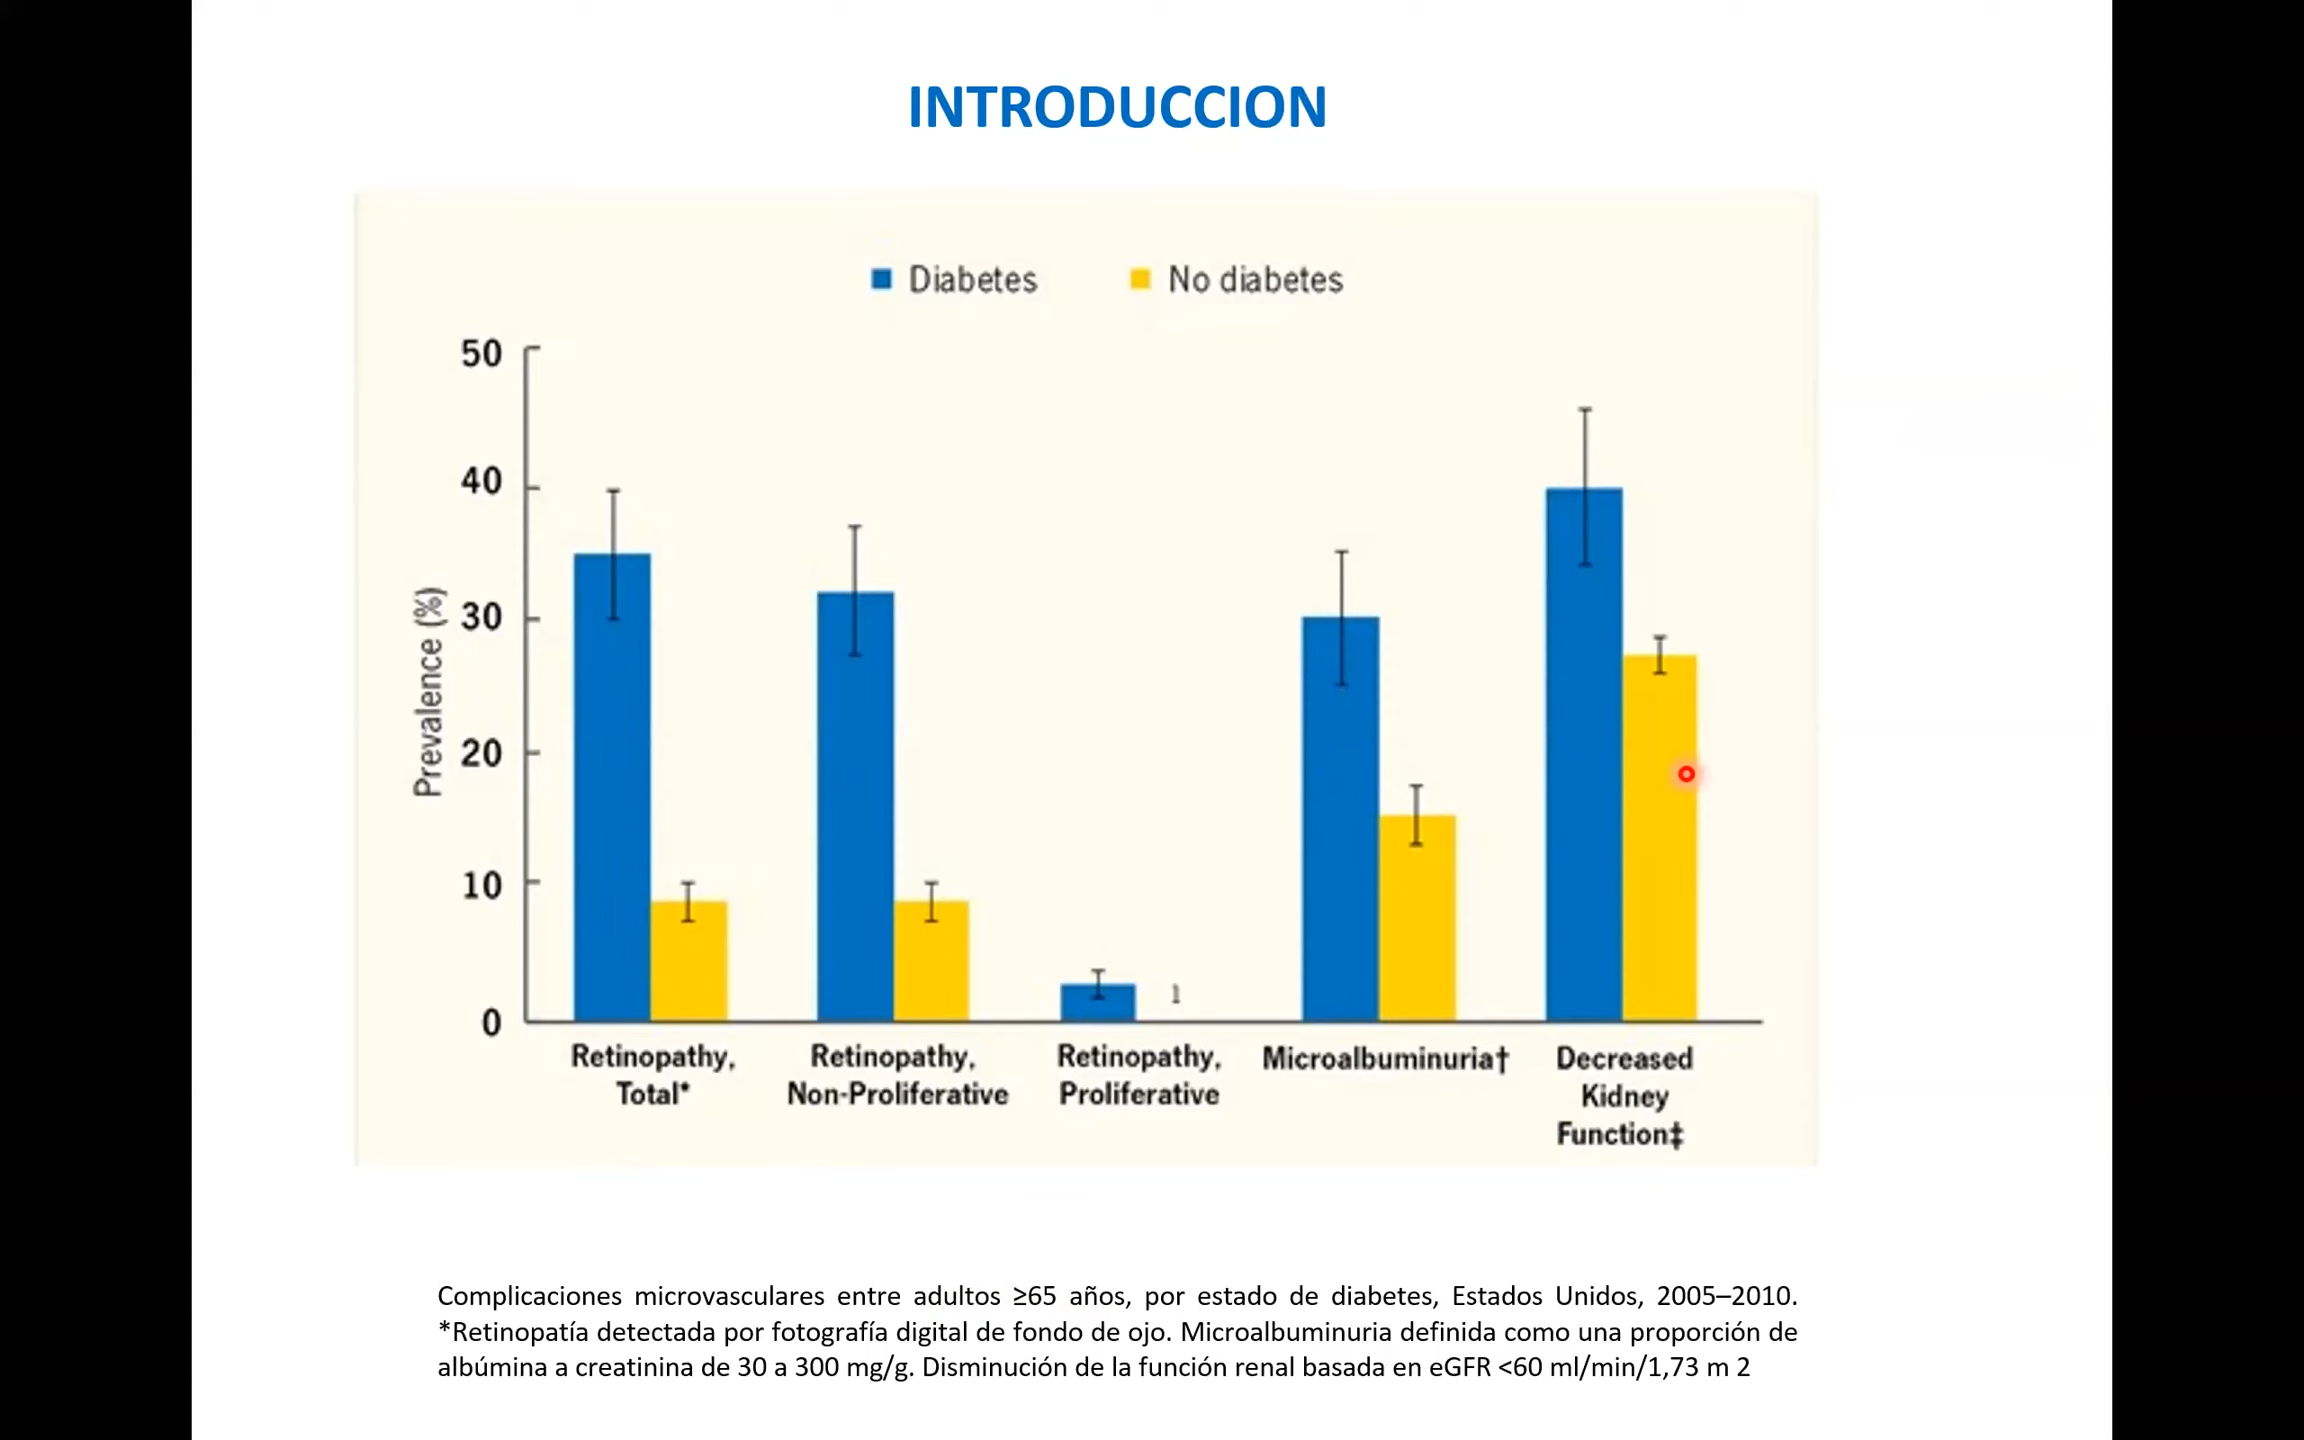 INTRODUCCION
Diabetes
No diabetes
50
40
30
20
10
0
Prevalence (%)
1
Retinopathy,
Total*
Retinopathy,
Non-Proliferative
Retinopathy,
Proliferative
Microalbuminuria†
Decreased
Kidney
Function‡
Complicaciones microvasculares entre adultos ≥65 años, por estado de diabetes, Estados Unidos, 2005–2010.
*Retinopatía detectada por fotografía digital de fondo de ojo. Microalbuminuria definida como una proporción de
albúmina a creatinina de 30 a 300 mg/g. Disminución de la función renal basada en eGFR <60 ml/min/1,73 m 2